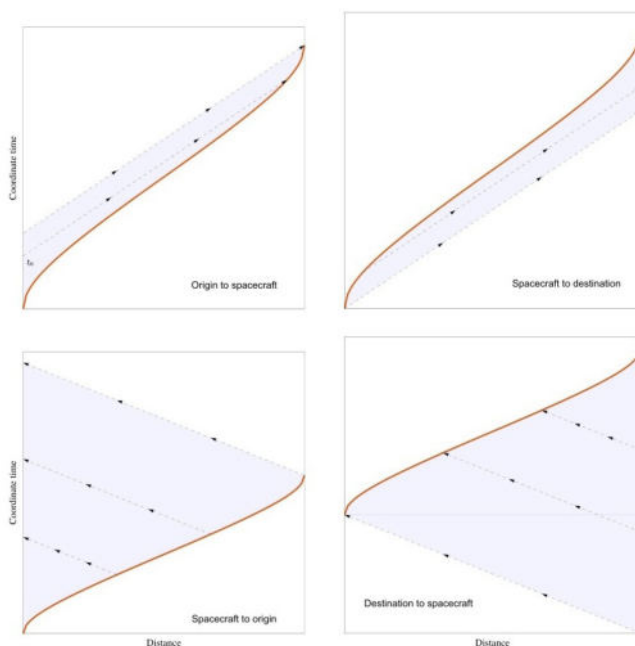 Coordinate time
t₀
Origin to spacecraft
Spacecraft to destination
Coordinate time
Spacecraft to origin
Distance
Destination to spacecraft
Distance